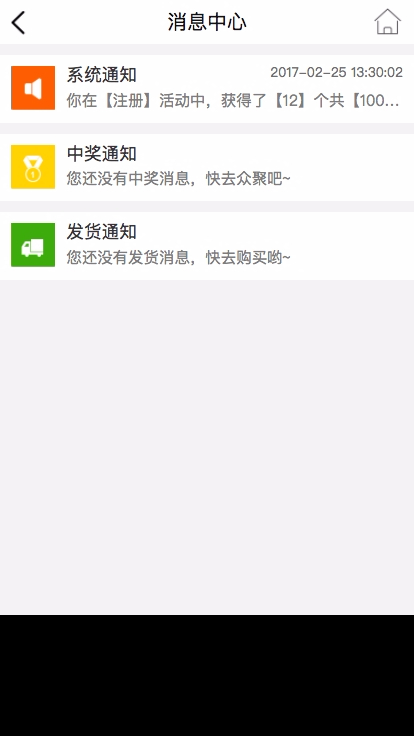 消息中心
系统通知 2017-02-25 13:30:02
你在【注册】活动中，获得了【12】个共【100...
中奖通知
您还没有中奖消息，快去众聚吧~
发货通知
您还没有发货消息，快去购买哟~